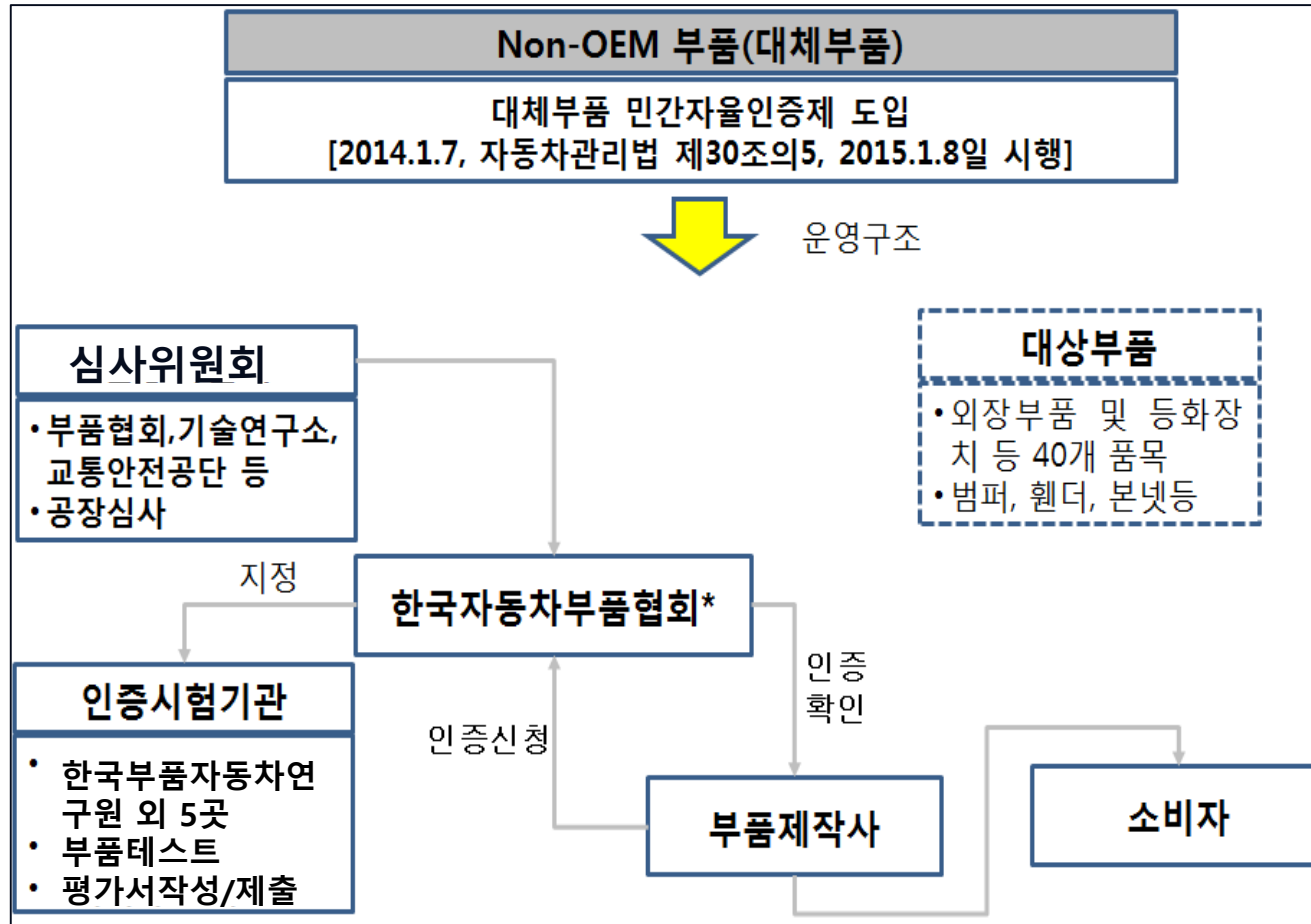 Non-OEM 부품(대체부품)
대체부품 민간자율인증제 도입
[2014.1.7, 자동차관리법 제30조의5, 2015.1.8일 시행]
운영구조
심사위원회
• 부품협회,기술연구소,
교통안전공단 등
• 공장심사
대상부품
• 외장부품 및 등화장
치 등 40개 품목
• 범퍼, 휀더, 본넷등
지정
한국자동차부품협회*
인증시험기관
• 한국부품자동차연
구원 외 5곳
• 부품테스트
• 평가서작성/제출
인증신청
인증
확인
부품제작사
소비자